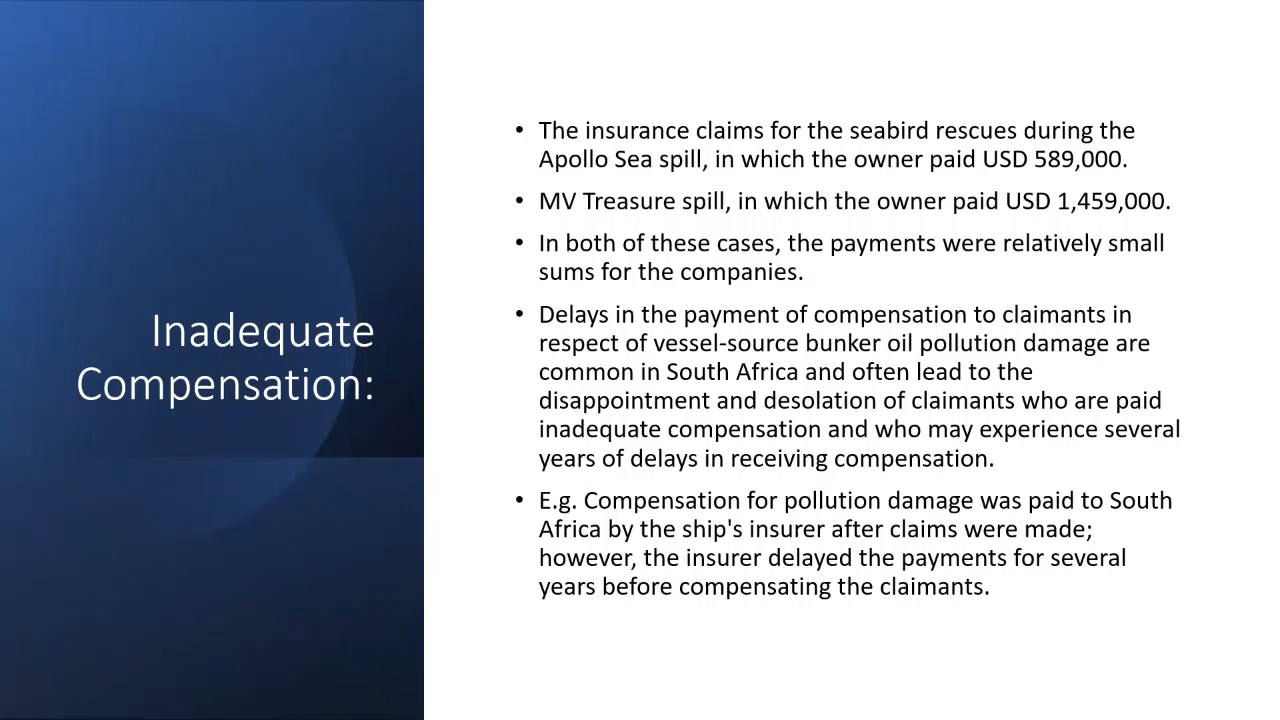 Inadequate
Compensation:
• The insurance claims for the seabird rescues during the
Apollo Sea spill, in which the owner paid USD 589,000.
• MV Treasure spill, in which the owner paid USD 1,459,000.
• In both of these cases, the payments were relatively small
sums for the companies.
• Delays in the payment of compensation to claimants in
respect of vessel-source bunker oil pollution damage are
common in South Africa and often lead to the
disappointment and desolation of claimants who are paid
inadequate compensation and who may experience several
years of delays in receiving compensation.
• E.g. Compensation for pollution damage was paid to South
Africa by the ship's insurer after claims were made;
however, the insurer delayed the payments for several
years before compensating the claimants.